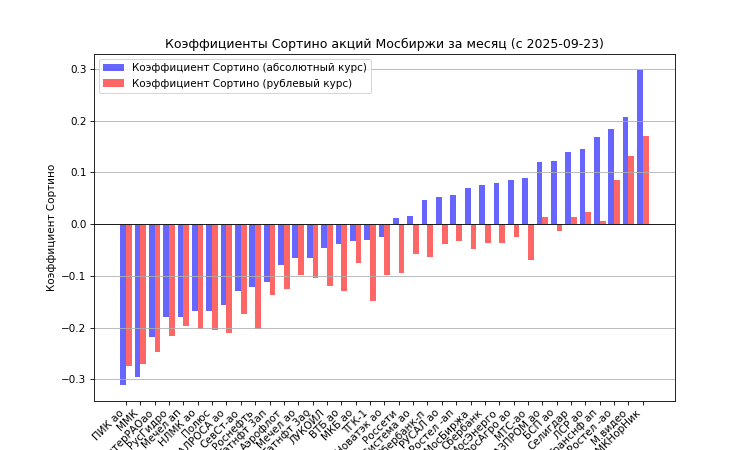 Коэффициенты Сортино акций Мосбиржи за месяц (с 2025-09-23)
Коэффициент Сортино (абсолютный курс)
Коэффициент Сортино (рублевый курс)
Коэффициент Сортино
0.3
0.2
0.1
0.0
−0.1
−0.2
−0.3
ПИК ао
ММК
РусГидро
Мечел ап
НЛМК ао
Полюс
АЛРОСА ао
СевСт-ао
Роснефть
Аэрофлот
Мечел ао
ЛУКОЙЛ
ВТБ ао
МКБ ао
ТГК-1
Новатэк ао
Россети
РУСАЛ ао
Ростел -ап
МосБиржа
Сбербанк
МосЭнерго
МТС-ао
БСП ао
Селигдар
ЛСР ао
Ростел -ао
М.видео